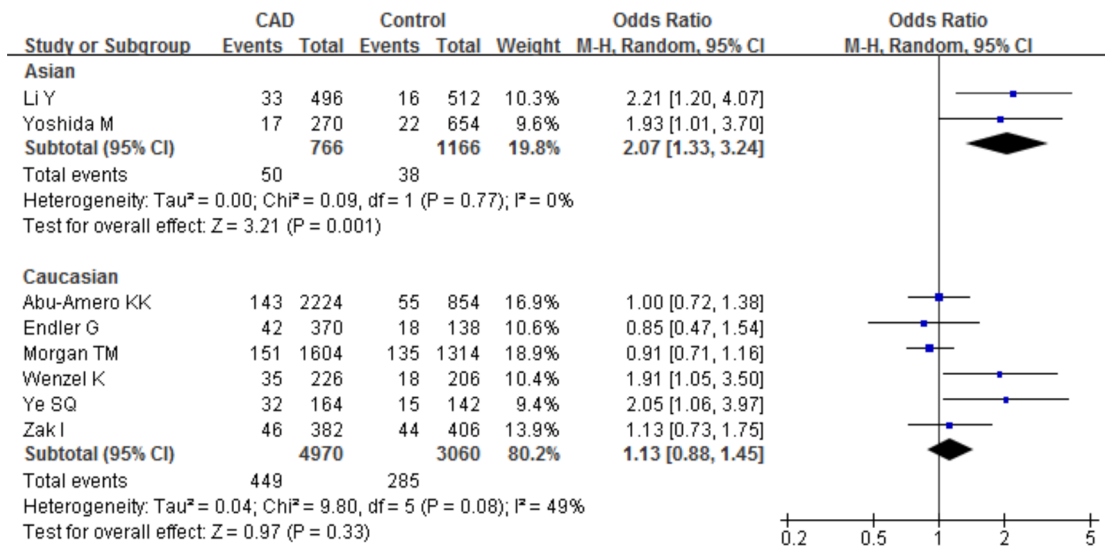 CAD Control Odds Ratio Odds Ratio
Study or Subgroup Events Total Events Total Weight M-H, Random, 95% CI M-H, Random, 95% CI
Asian
Li Y 33 496 16 512 10.3% 2.21 [1.20, 4.07]
Yoshida M 17 270 22 654 9.6% 1.93 [1.01, 3.70]
Subtotal (95% CI) 766 1166 19.8% 2.07 [1.33, 3.24]
Total events 50 38
Heterogeneity: Tau² = 0.00; Chi² = 0.09, df = 1 (P = 0.77); I² = 0%
Test for overall effect: Z = 3.21 (P = 0.001)
Caucasian
Abu-Amero KK 143 2224 55 854 16.9% 1.00 [0.72, 1.38]
Endler G 42 370 18 138 10.6% 0.85 [0.47, 1.54]
Morgan TM 151 1604 135 1314 18.9% 0.91 [0.71, 1.16]
Wenzel K 35 226 18 206 10.4% 1.91 [1.05, 3.50]
Ye SQ 32 164 15 142 9.4% 2.05 [1.06, 3.97]
Zak I 46 382 44 406 13.9% 1.13 [0.73, 1.75]
Subtotal (95% CI) 4970 3060 80.2% 1.13 [0.88, 1.45]
Total events 449 285
Heterogeneity: Tau² = 0.04; Chi² = 9.80, df = 5 (P = 0.08); I² = 49%
Test for overall effect: Z = 0.97 (P = 0.33)
0.2 0.5 1 2 5